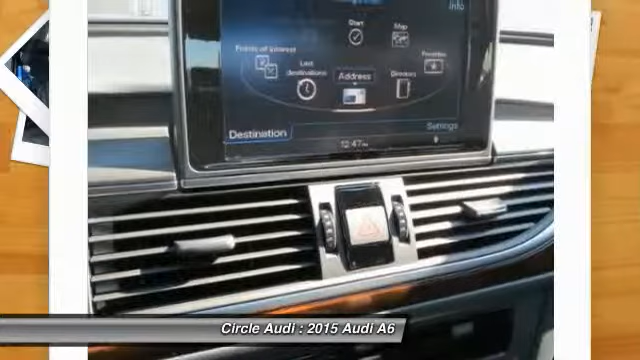 Info
Start
Map
Points of interest
Last
destinations
Address
Directory
Favorites
Destination
Settings
12:47 PM
Circle Audi : 2015 Audi A6